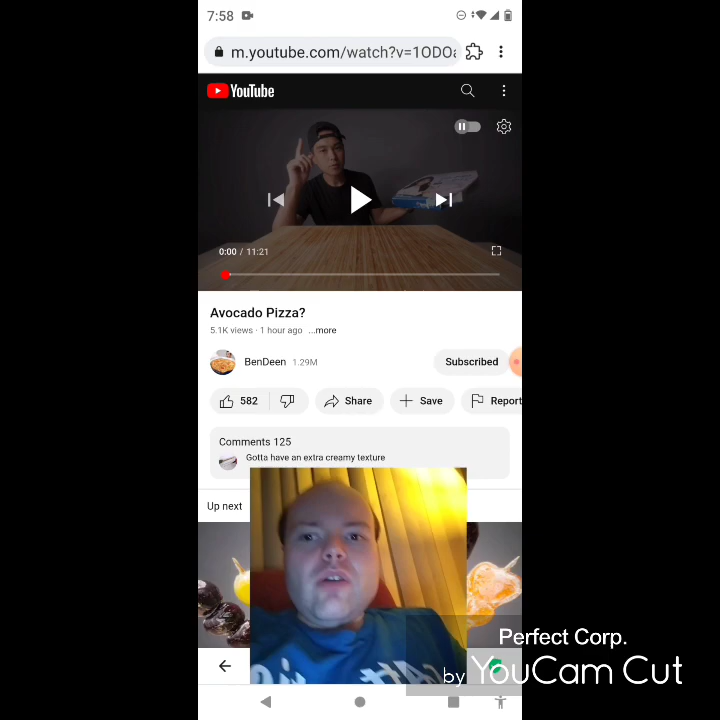 7:58
m.youtube.com/watch?v=1ODO
YouTube
0:00 / 11:21
Avocado Pizza?
5.1K views · 1 hour ago ...more
BenDeen 1.29M
Subscribed
582
Share
Save
Report
Comments 125
Gotta have an extra creamy texture
Up next
Perfect Corp.
by YouCam Cut